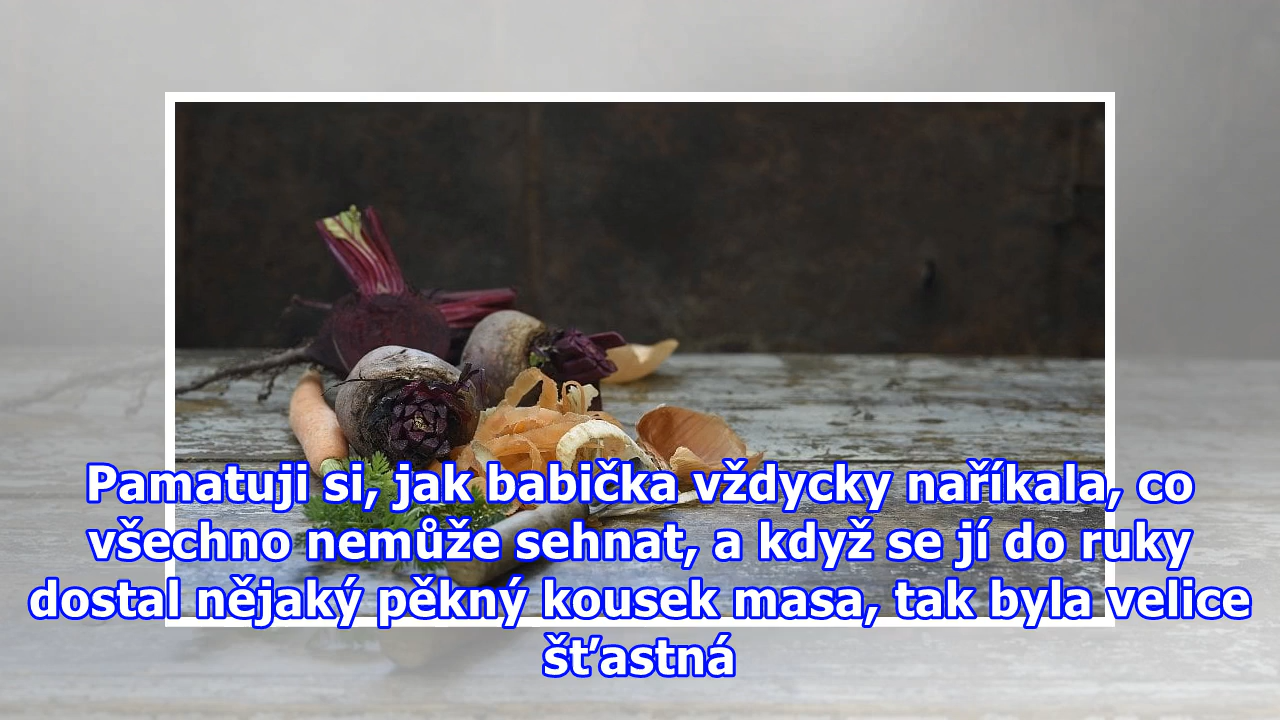 Pamatuji si, jak babička vždycky naříkala, co
všechno nemůže sehnat, a když se jí do ruky
dostal nějaký pěkný kousek masa, tak byla velice
šťastná